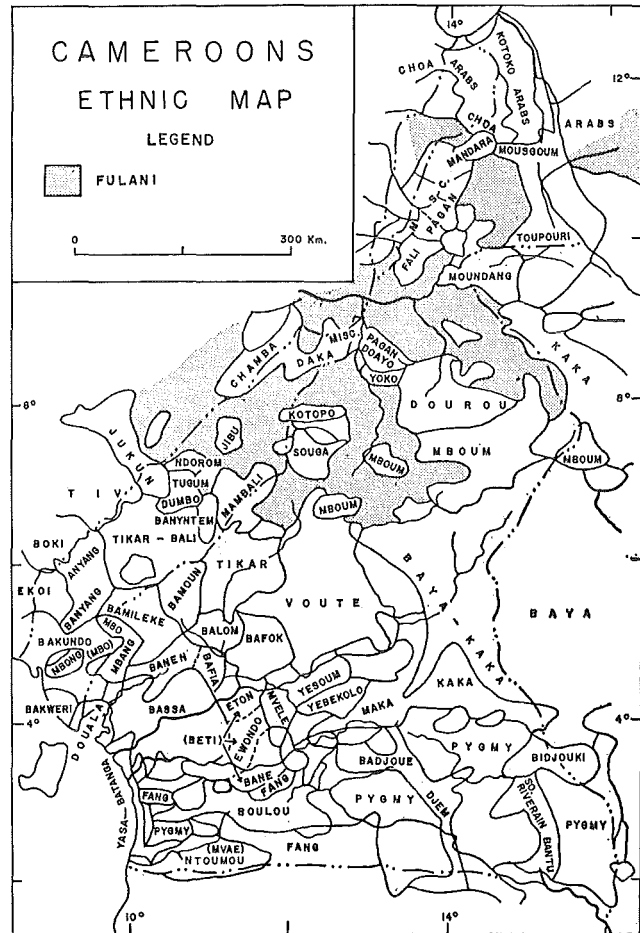 CAMEROONS
ETHNIC MAP
LEGEND
FULANI
0 300 Km.
14°
12°
KOTOKO
CHOA
ARABS
ARABS
CHOA
ARABS
MANDARA
MOUSGOUM
MISC.
PAGAN
FALI
TOUPOURI
MOUNDANG
KAKA
CHAMBA
DAKA
MISC.
PAGAN
DOAYO
YOKO
8°
DOUROU
JUKUN
KOTOPO
JIBU
SOUGA
MBOUM
NDOROM
MBOUM
MBOUM
TUGUM
DUMBO
MAMBALI
TIV
BAHYNTEM
MBOUM
BOKI
ANYANG
TIKAR-BALI
TIKAR
BAYA-KAKA
EKOI
BANYANG
BAMOUN
VOUTE
BAYA
BAMILEKE
MBO
BALOM
BAFOK
BAKUNDO
(MBO)
MBONG
MBANG
BANEN
BAFIA
KAKA
YESOUM
YEBEKOLO
BAKWERI
BASSA
ETON
MVELE
MAKA
4°
4°
DOUALA
(BETI)
EWONDO
PYGMY
BIDJOUKI
BADJOUE
BANE
FANG
YASA-BATANGA
FANG
BOULOU
PYGMY
DJEM
SO.
RIVERAIN BANTU
PYGMY
PYGMY
(MVAE)
NTOUMOU
FANG
10°
14°